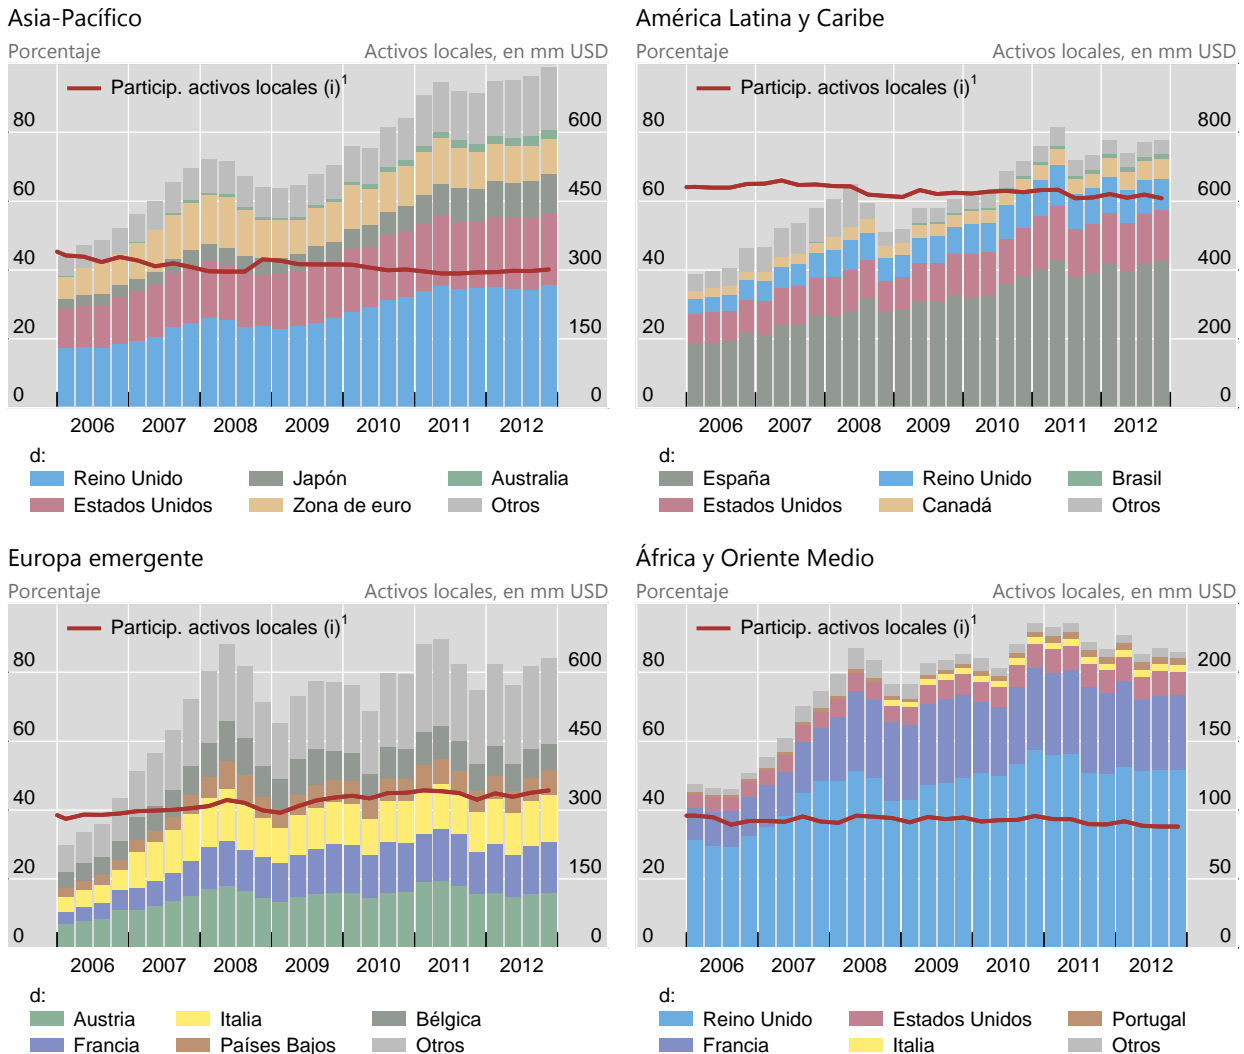 Asia-Pacífico
Porcentaje Activos locales, en mm USD
Particip. activos locales (i)1
80 600
60 450
40 300
20 150
0 0
2006 2007 2008 2009 2010 2011 2012
d:
Reino Unido Japón Australia
Estados Unidos Zona de euro Otros
América Latina y Caribe
Porcentaje Activos locales, en mm USD
Particip. activos locales (i)1
80 800
60 600
40 400
20 200
0 0
2006 2007 2008 2009 2010 2011 2012
d:
España Reino Unido Brasil
Estados Unidos Canadá Otros
Europa emergente
Porcentaje Activos locales, en mm USD
Particip. activos locales (i)1
80 600
60 450
40 300
20 150
0 0
2006 2007 2008 2009 2010 2011 2012
d:
Austria Italia Bélgica
Francia Países Bajos Otros
África y Oriente Medio
Porcentaje Activos locales, en mm USD
Particip. activos locales (i)1
80 200
60 150
40 100
20 50
0 0
2006 2007 2008 2009 2010 2011 2012
d:
Reino Unido Estados Unidos Portugal
Francia Italia Otros